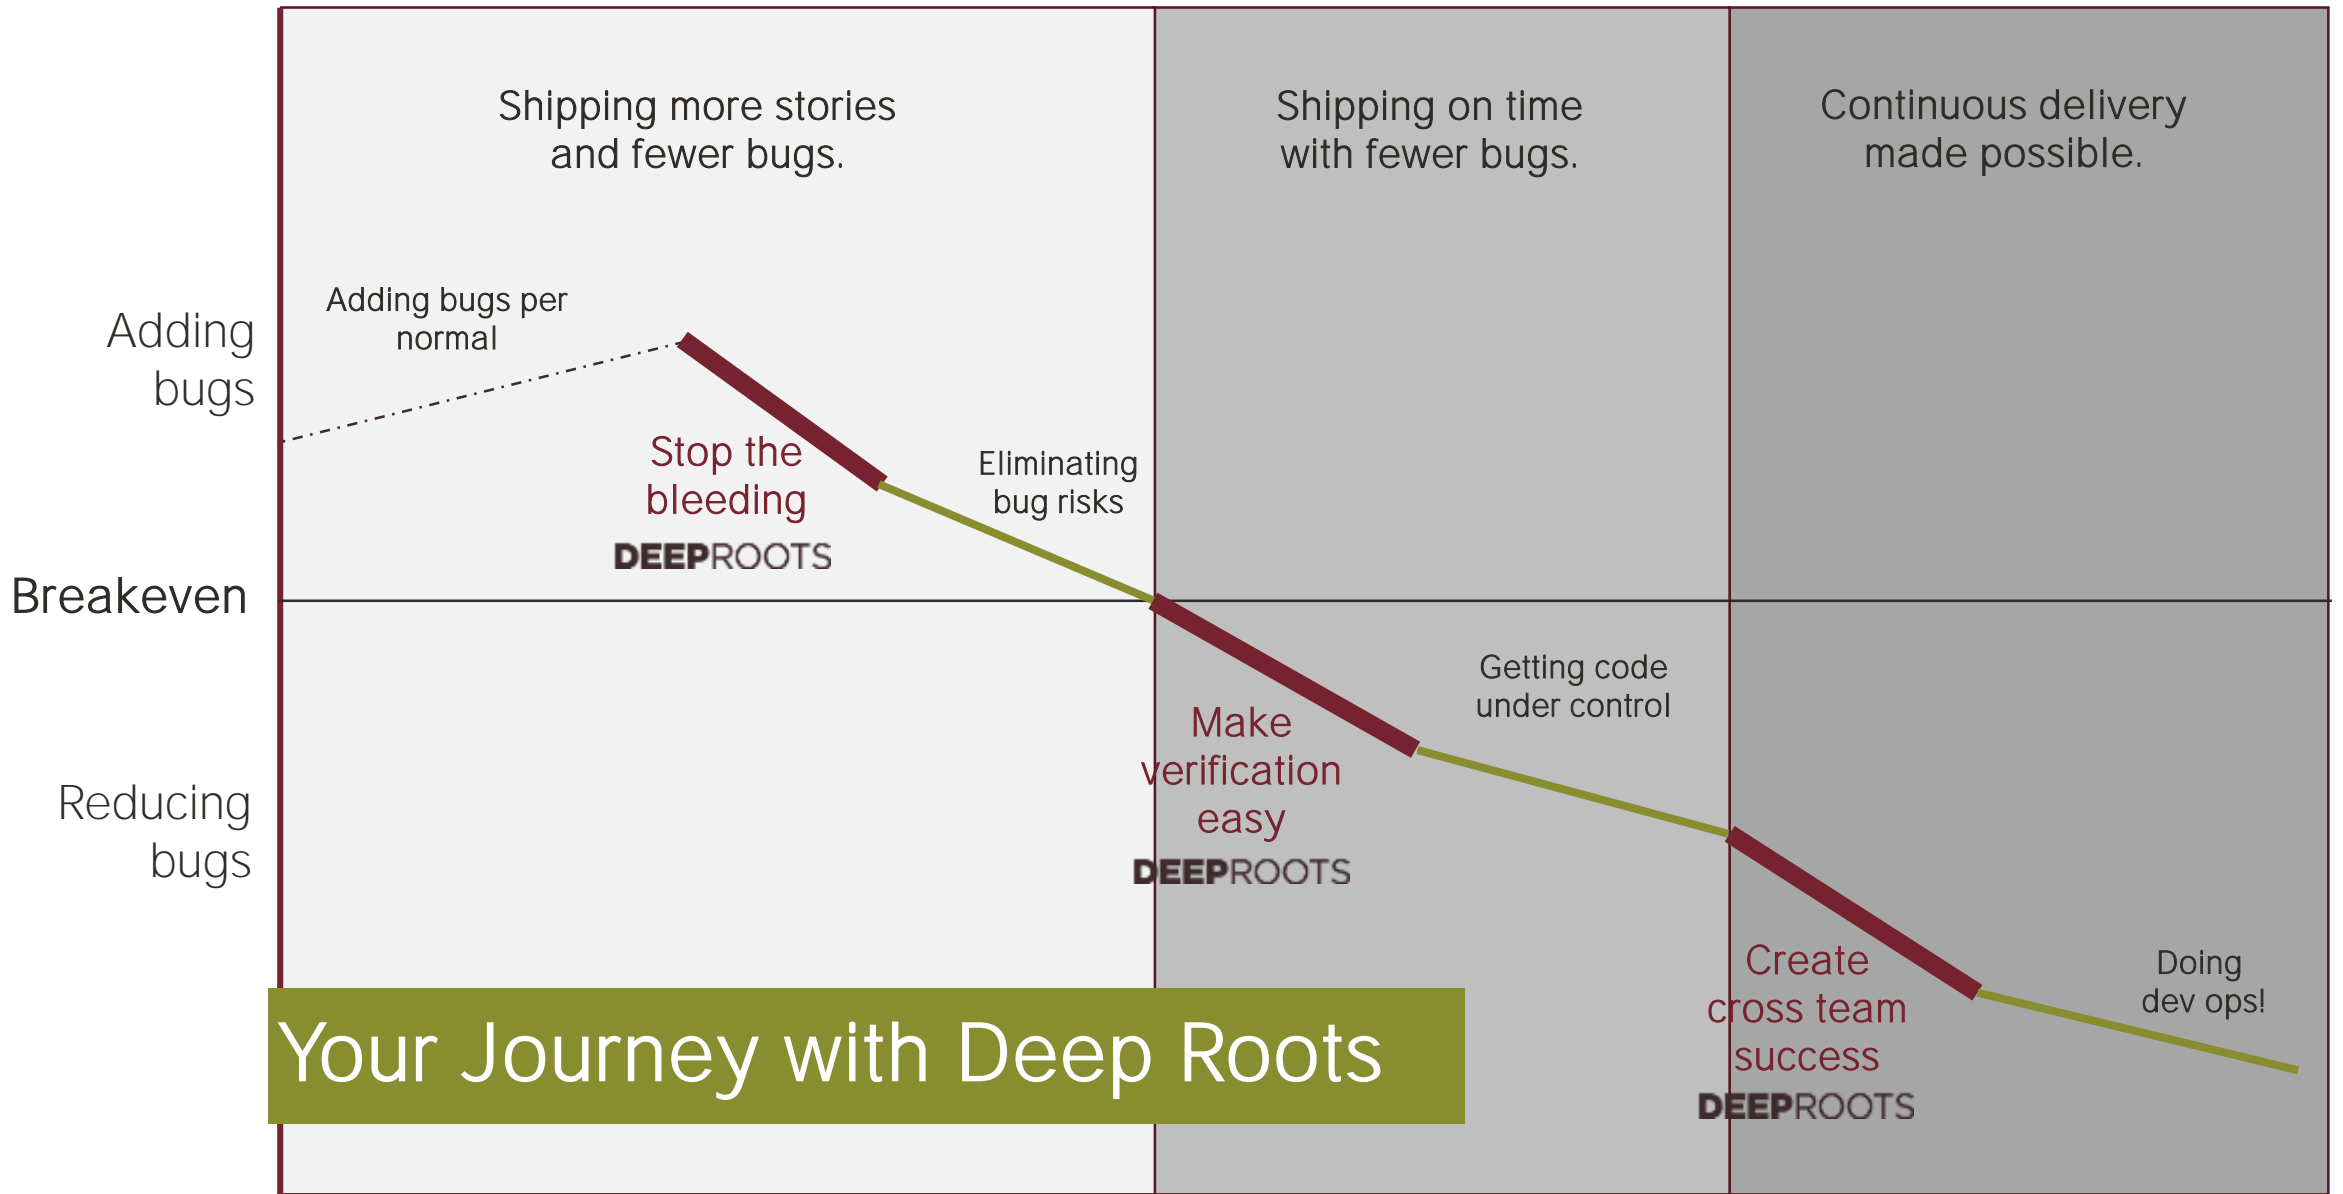 Shipping more stories
and fewer bugs.
Shipping on time
with fewer bugs.
Continuous delivery
made possible.
Adding
bugs
Adding bugs per
normal
Stop the
bleeding
DEEPROOTS
Eliminating
bug risks
Breakeven
Getting code
under control
Make
verification
easy
DEEPROOTS
Reducing
bugs
Create
cross team
success
DEEPROOTS
Doing
dev ops!
Your Journey with Deep Roots